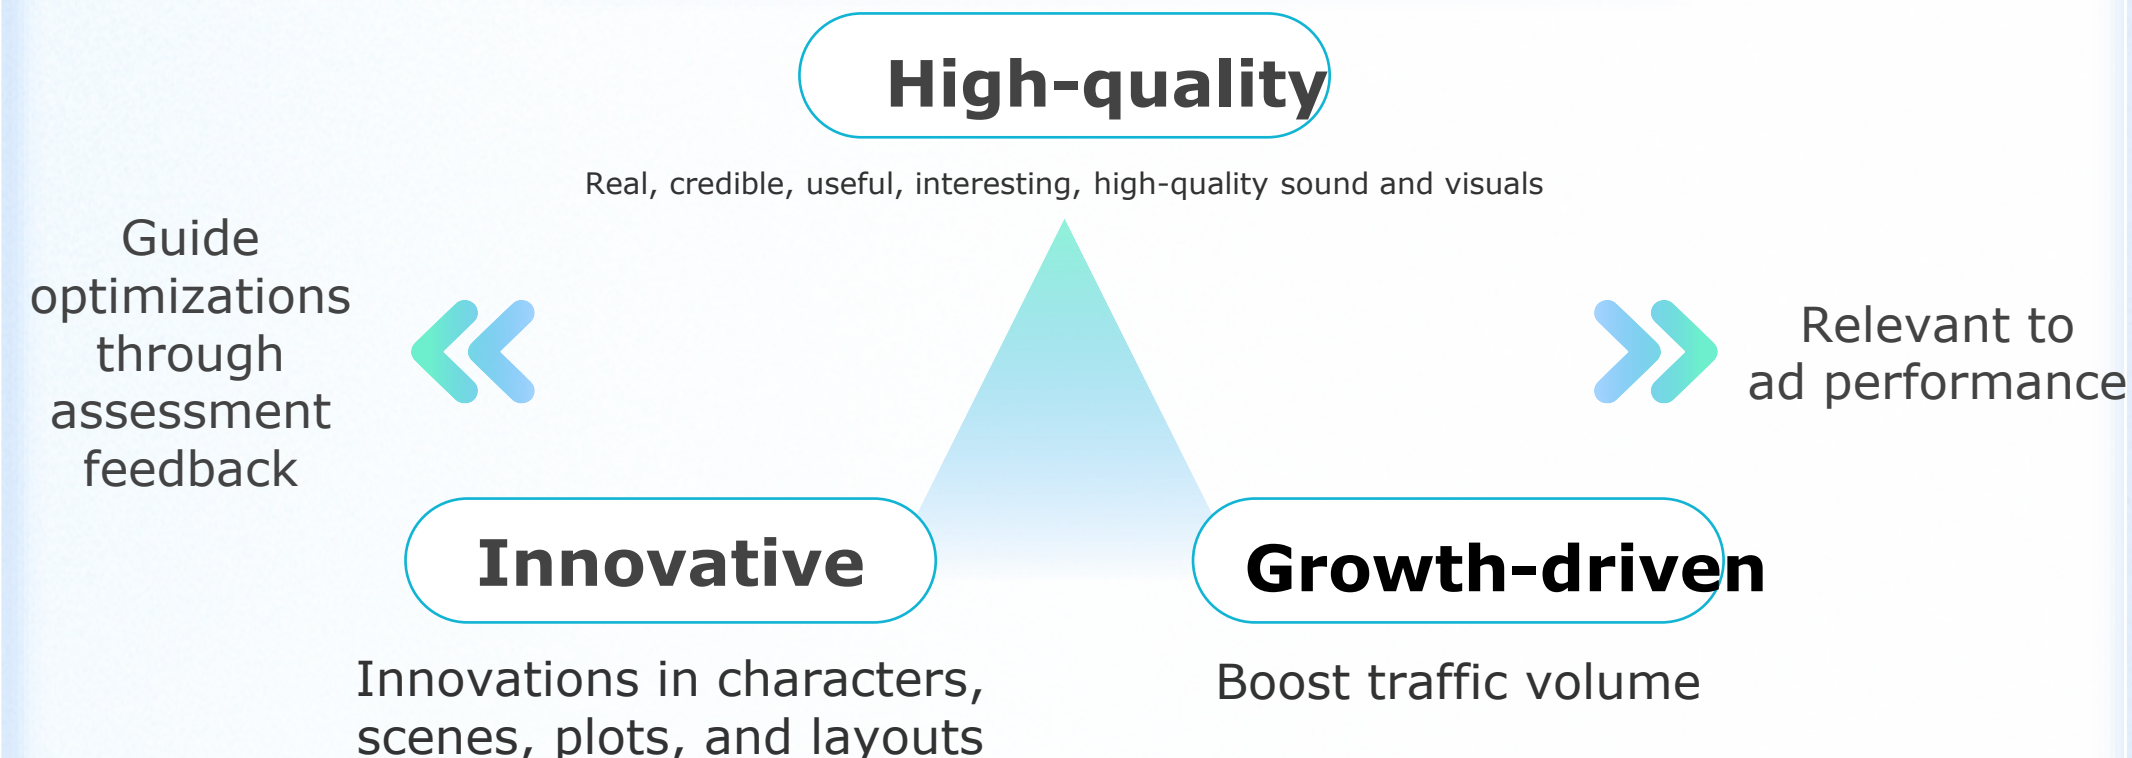 High-quality
Real, credible, useful, interesting, high-quality sound and visuals
Guide
optimizations
through
assessment
feedback
Relevant to
ad performance
Innovative
Growth-driven
Innovations in characters,
scenes, plots, and layouts
Boost traffic volume